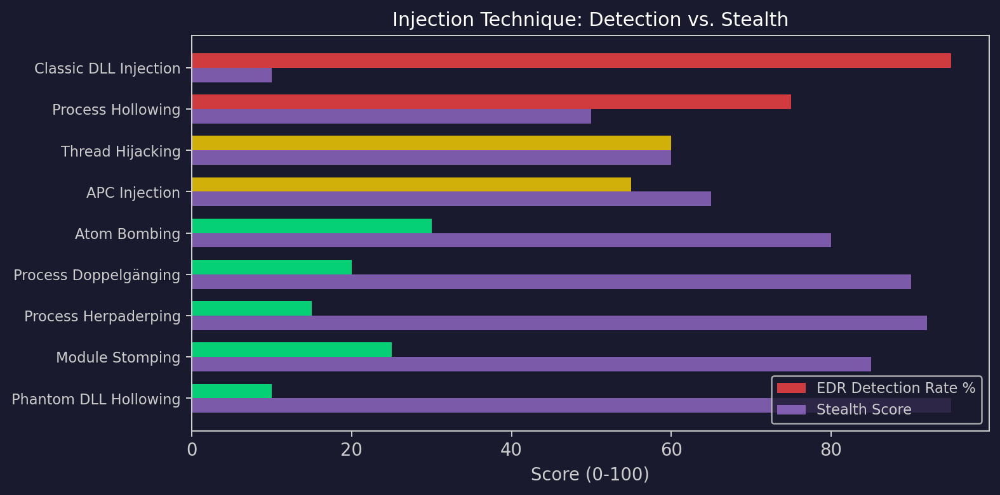 Injection Technique: Detection vs. Stealth
Classic DLL Injection
Process Hollowing
Thread Hijacking
APC Injection
Atom Bombing
Process Doppelgänging
Process Herpaderping
Module Stomping
Phantom DLL Hollowing
EDR Detection Rate %
Stealth Score
0 20 40 60 80
Score (0-100)